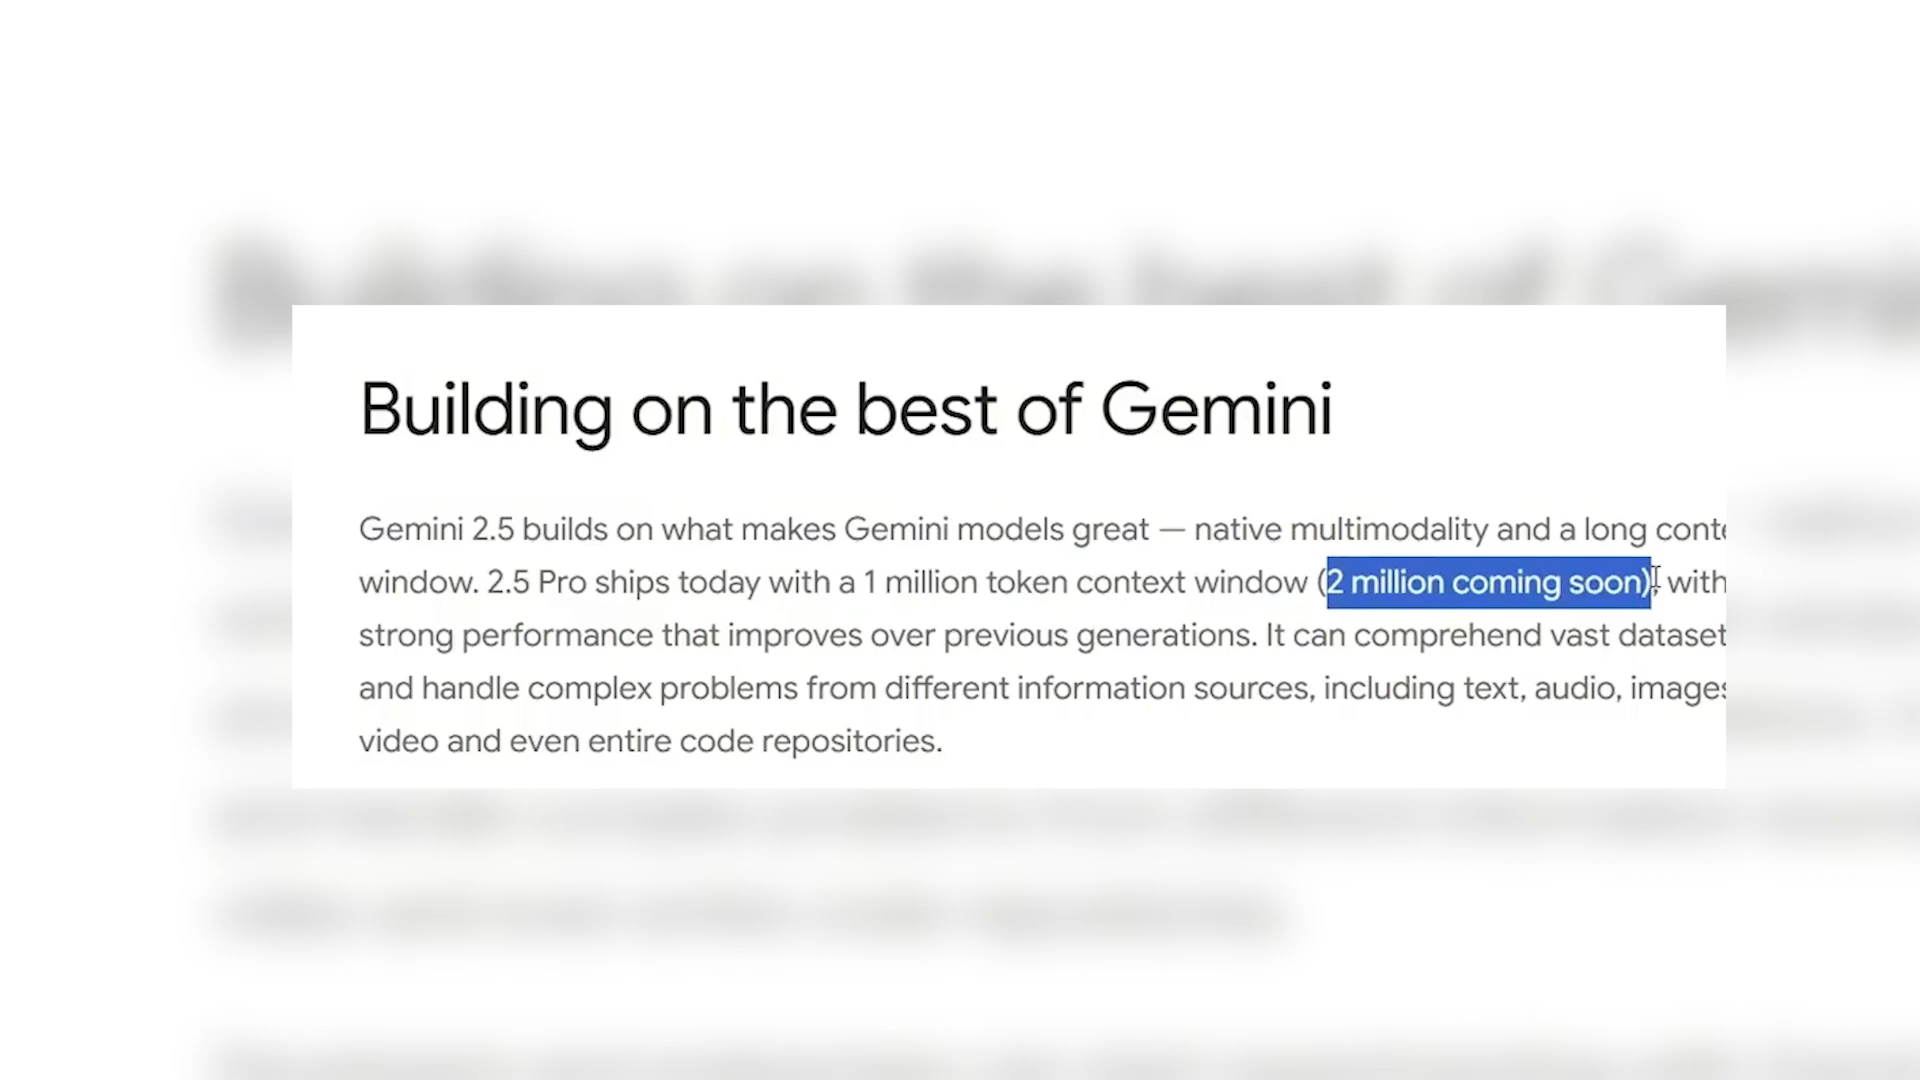 Building on the best of Gemini
Gemini 2.5 builds on what makes Gemini models great — native multimodality and a long conte
window. 2.5 Pro ships today with a 1 million token context window (2 million coming soon), with
strong performance that improves over previous generations. It can comprehend vast dataset
and handle complex problems from different information sources, including text, audio, images
video and even entire code repositories.